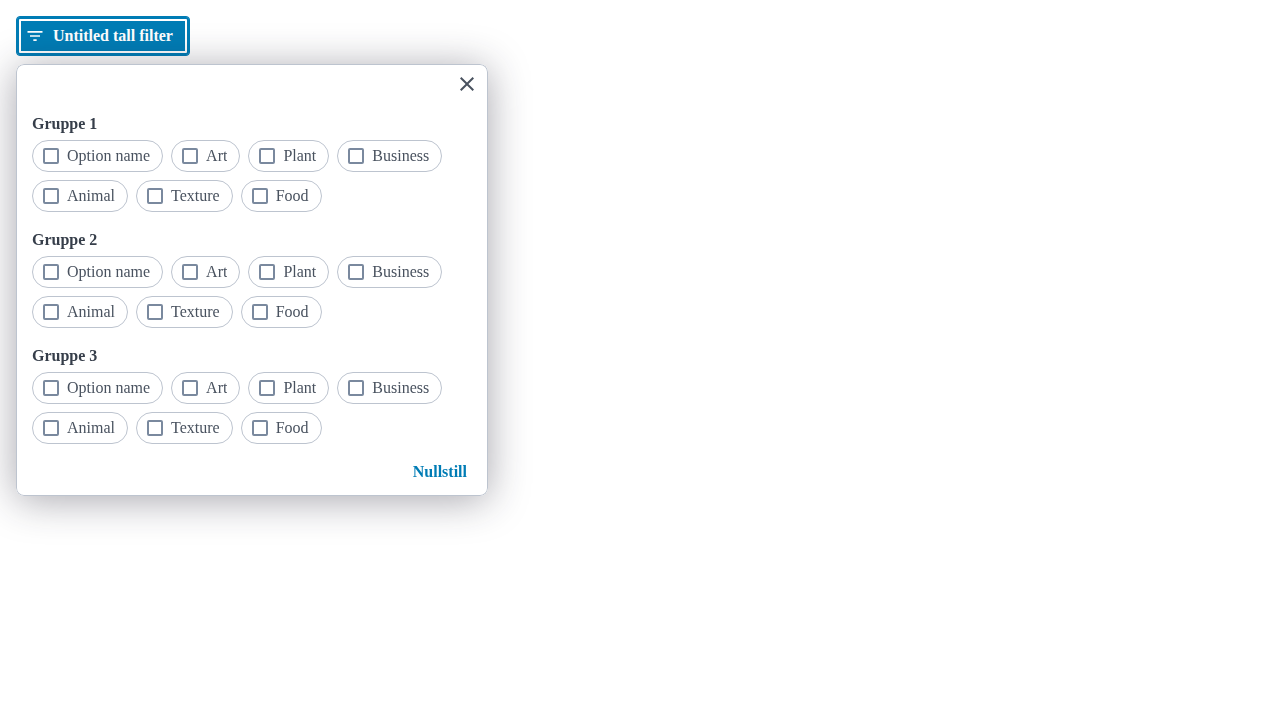 Untitled tall filter
Gruppe 1
Option name Art Plant Business
Animal Texture Food
Gruppe 2
Option name Art Plant Business
Animal Texture Food
Gruppe 3
Option name Art Plant Business
Animal Texture Food
Nullstill